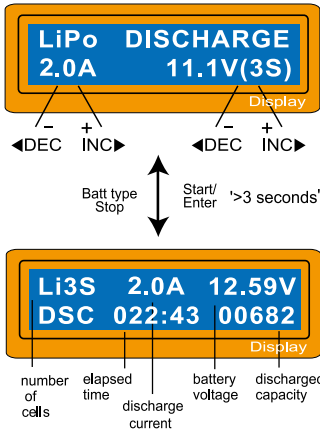 LiPo DISCHARGE
2.0A 11.1V(3S)
Display
− + − +
◀DEC INC▶ ◀DEC INC▶
Batt type Start/
Stop Enter '>3 seconds'
Li3S 2.0A 12.59V
DSC 022:43 00682
Display
number elapsed battery discharged
of time voltage capacity
cells discharge
current